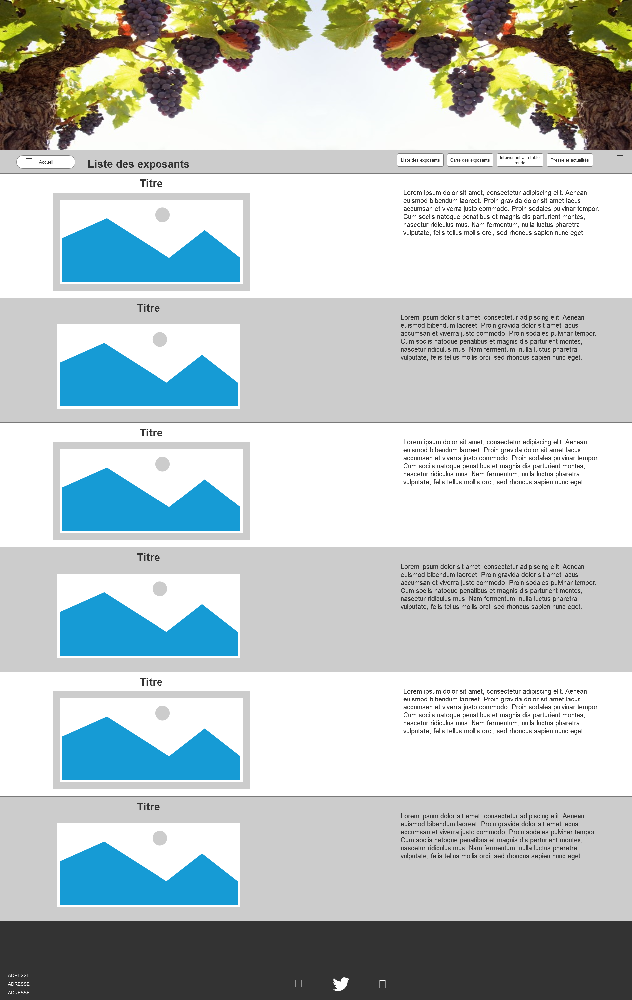 Accueil
Liste des exposants
Liste des exposants
Carte des exposants
Intervenant à la table
ronde
Presse et actualités
Titre
Lorem ipsum dolor sit amet, consectetur adipiscing elit. Aenean
euismod bibendum laoreet. Proin gravida dolor sit amet lacus
accumsan et viverra justo commodo. Proin sodales pulvinar tempor.
Cum sociis natoque penatibus et magnis dis parturient montes,
nascetur ridiculus mus. Nam fermentum, nulla luctus pharetra
vulputate, felis tellus mollis orci, sed rhoncus sapien nunc eget.
Titre
Lorem ipsum dolor sit amet, consectetur adipiscing elit. Aenean
euismod bibendum laoreet. Proin gravida dolor sit amet lacus
accumsan et viverra justo commodo. Proin sodales pulvinar tempor.
Cum sociis natoque penatibus et magnis dis parturient montes,
nascetur ridiculus mus. Nam fermentum, nulla luctus pharetra
vulputate, felis tellus mollis orci, sed rhoncus sapien nunc eget.
Titre
Lorem ipsum dolor sit amet, consectetur adipiscing elit. Aenean
euismod bibendum laoreet. Proin gravida dolor sit amet lacus
accumsan et viverra justo commodo. Proin sodales pulvinar tempor.
Cum sociis natoque penatibus et magnis dis parturient montes,
nascetur ridiculus mus. Nam fermentum, nulla luctus pharetra
vulputate, felis tellus mollis orci, sed rhoncus sapien nunc eget.
Titre
Lorem ipsum dolor sit amet, consectetur adipiscing elit. Aenean
euismod bibendum laoreet. Proin gravida dolor sit amet lacus
accumsan et viverra justo commodo. Proin sodales pulvinar tempor.
Cum sociis natoque penatibus et magnis dis parturient montes,
nascetur ridiculus mus. Nam fermentum, nulla luctus pharetra
vulputate, felis tellus mollis orci, sed rhoncus sapien nunc eget.
Titre
Lorem ipsum dolor sit amet, consectetur adipiscing elit. Aenean
euismod bibendum laoreet. Proin gravida dolor sit amet lacus
accumsan et viverra justo commodo. Proin sodales pulvinar tempor.
Cum sociis natoque penatibus et magnis dis parturient montes,
nascetur ridiculus mus. Nam fermentum, nulla luctus pharetra
vulputate, felis tellus mollis orci, sed rhoncus sapien nunc eget.
Titre
Lorem ipsum dolor sit amet, consectetur adipiscing elit. Aenean
euismod bibendum laoreet. Proin gravida dolor sit amet lacus
accumsan et viverra justo commodo. Proin sodales pulvinar tempor.
Cum sociis natoque penatibus et magnis dis parturient montes,
nascetur ridiculus mus. Nam fermentum, nulla luctus pharetra
vulputate, felis tellus mollis orci, sed rhoncus sapien nunc eget.
ADRESSE
ADRESSE
ADRESSE